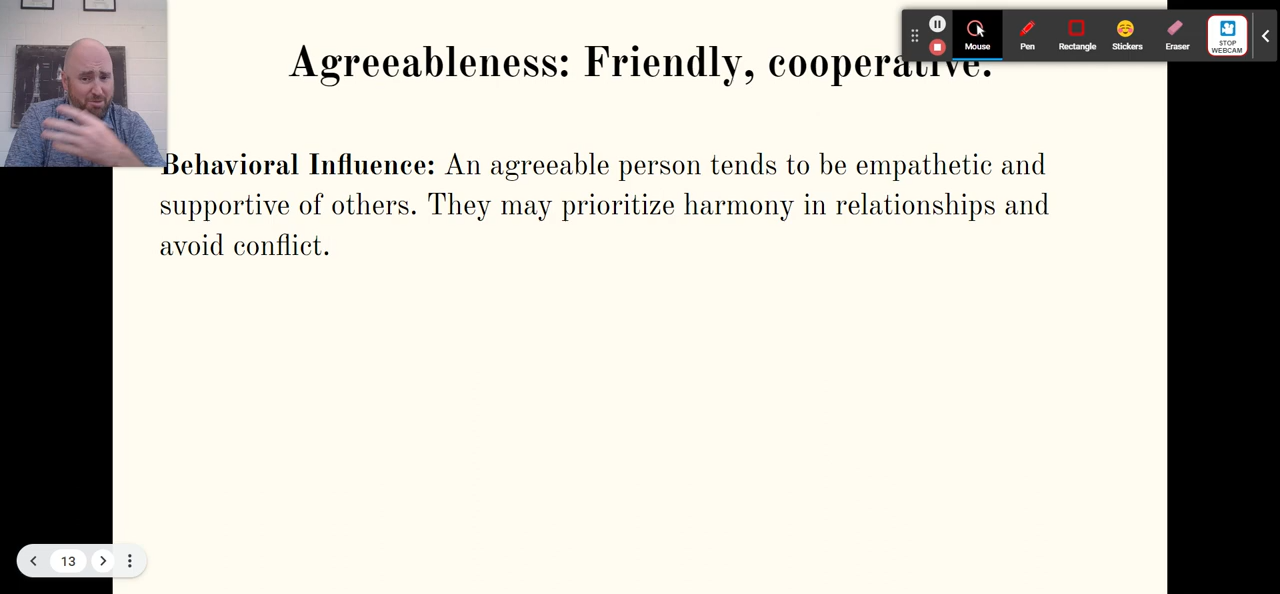 Agreeableness: Friendly, cooperative.
Mouse
Pen
Rectangle
Stickers
Eraser
STOP
WEBCAM
Behavioral Influence: An agreeable person tends to be empathetic and
supportive of others. They may prioritize harmony in relationships and
avoid conflict.
13